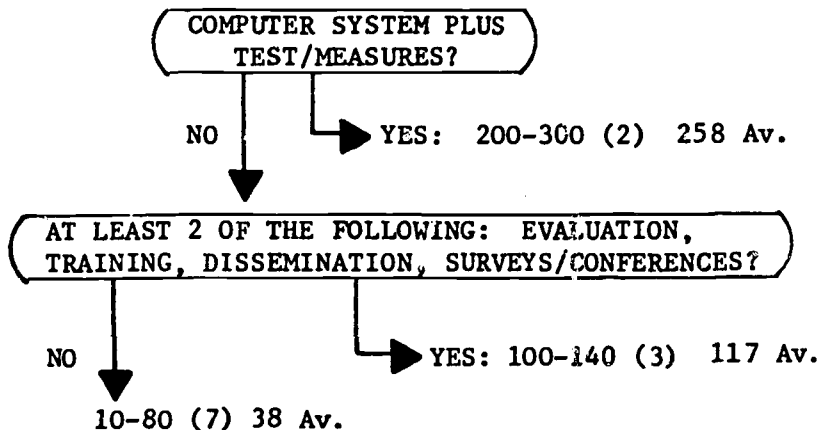 COMPUTER SYSTEM PLUS
TEST/MEASURES?
NO
YES: 200-300 (2) 258 Av.
AT LEAST 2 OF THE FOLLOWING: EVALUATION,
TRAINING, DISSEMINATION, SURVEYS/CONFERENCES?
NO
YES: 100-140 (3) 117 Av.
10-80 (7) 38 Av.